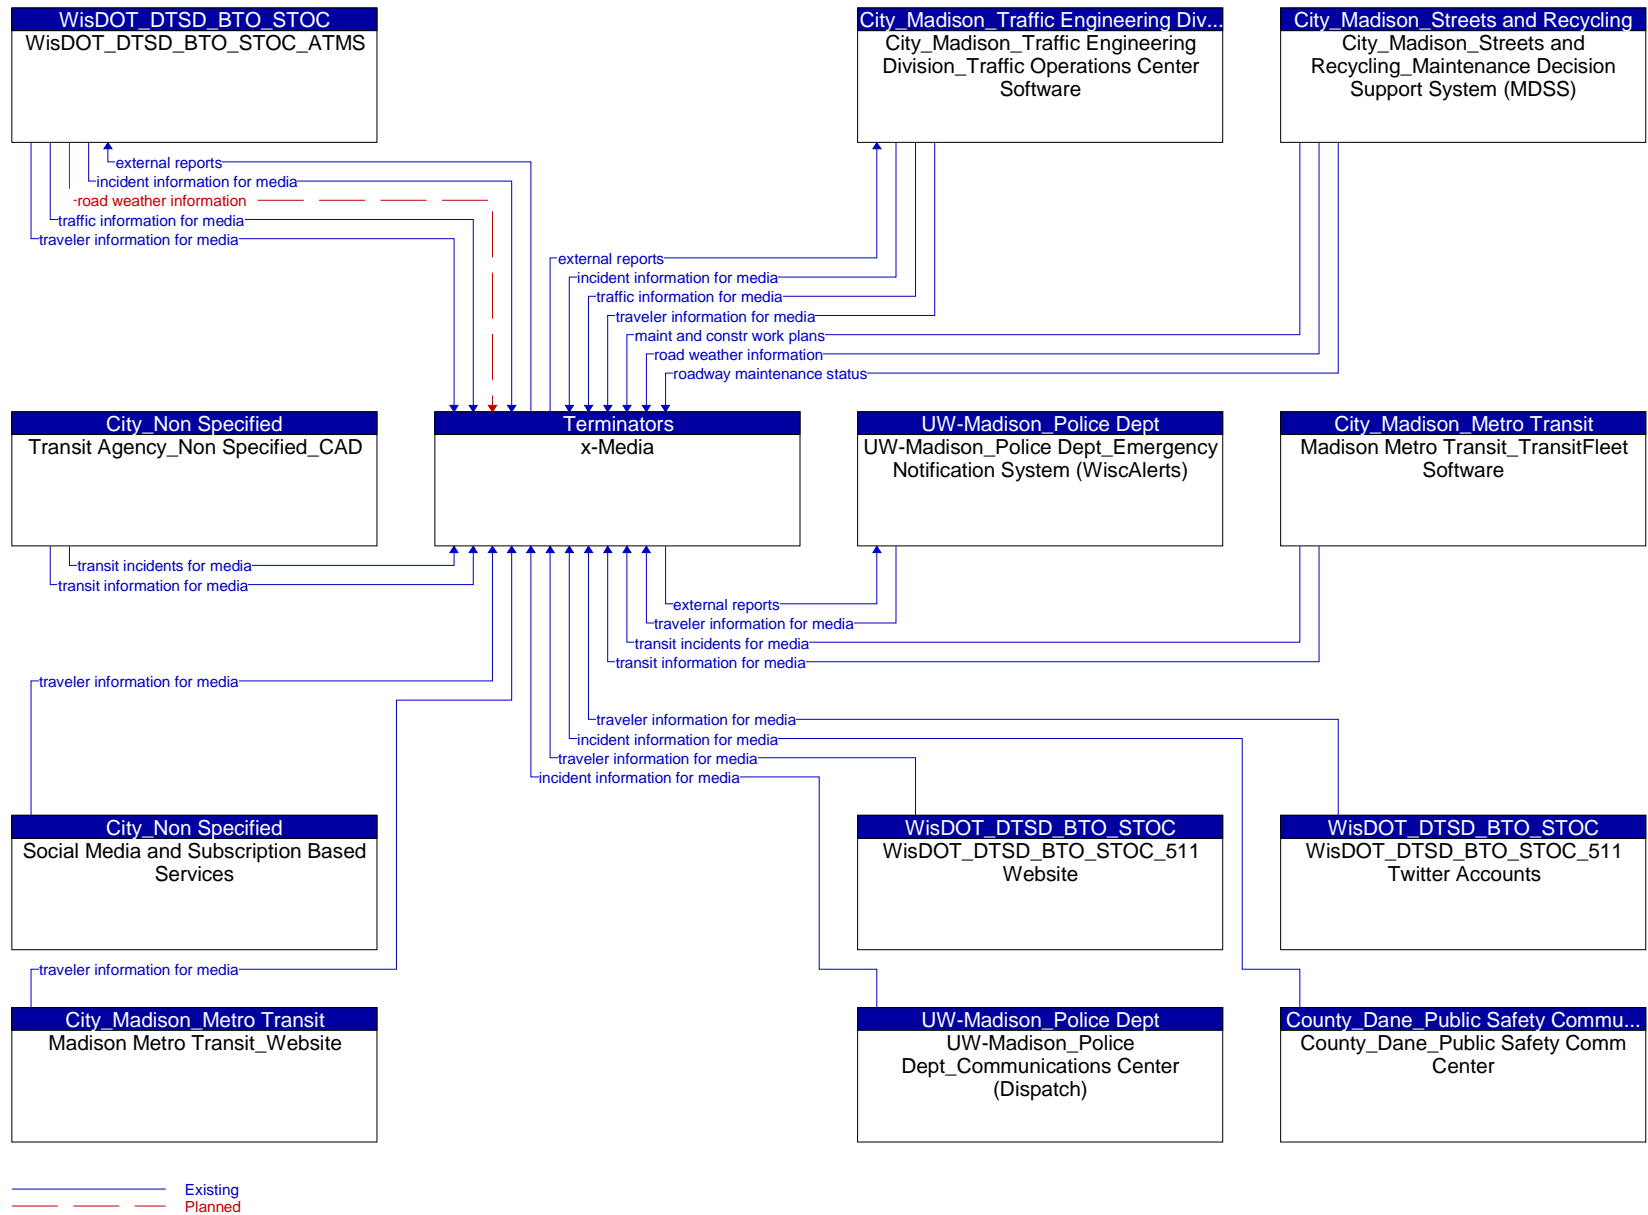 WisDOT_DTSD_BTO_STOC
WisDOT_DTSD_BTO_STOC_ATMS
City_Madison_Traffic Engineering Div...
City_Madison_Traffic Engineering
Division_Traffic Operations Center
Software
City_Madison_Streets and Recycling
City_Madison_Streets and
Recycling_Maintenance Decision
Support System (MDSS)
external reports
incident information for media
road weather information
traffic information for media
traveler information for media
external reports
incident information for media
traffic information for media
traveler information for media
maint and constr work plans
road weather information
roadway maintenance status
City_Non Specified
Transit Agency_Non Specified_CAD
Terminators
x-Media
UW-Madison_Police Dept
UW-Madison_Police Dept_Emergency
Notification System (WiscAlerts)
City_Madison_Metro Transit
Madison Metro Transit_TransitFleet
Software
transit incidents for media
transit information for media
external reports
traveler information for media
transit incidents for media
transit information for media
traveler information for media
traveler information for media
incident information for media
traveler information for media
incident information for media
City_Non Specified
Social Media and Subscription Based
Services
WisDOT_DTSD_BTO_STOC
WisDOT_DTSD_BTO_STOC_511
Website
WisDOT_DTSD_BTO_STOC
WisDOT_DTSD_BTO_STOC_511
Twitter Accounts
traveler information for media
City_Madison_Metro Transit
Madison Metro Transit_Website
UW-Madison_Police Dept
UW-Madison_Police
Dept_Communications Center
(Dispatch)
County_Dane_Public Safety Commu...
County_Dane_Public Safety Comm
Center
Existing
Planned